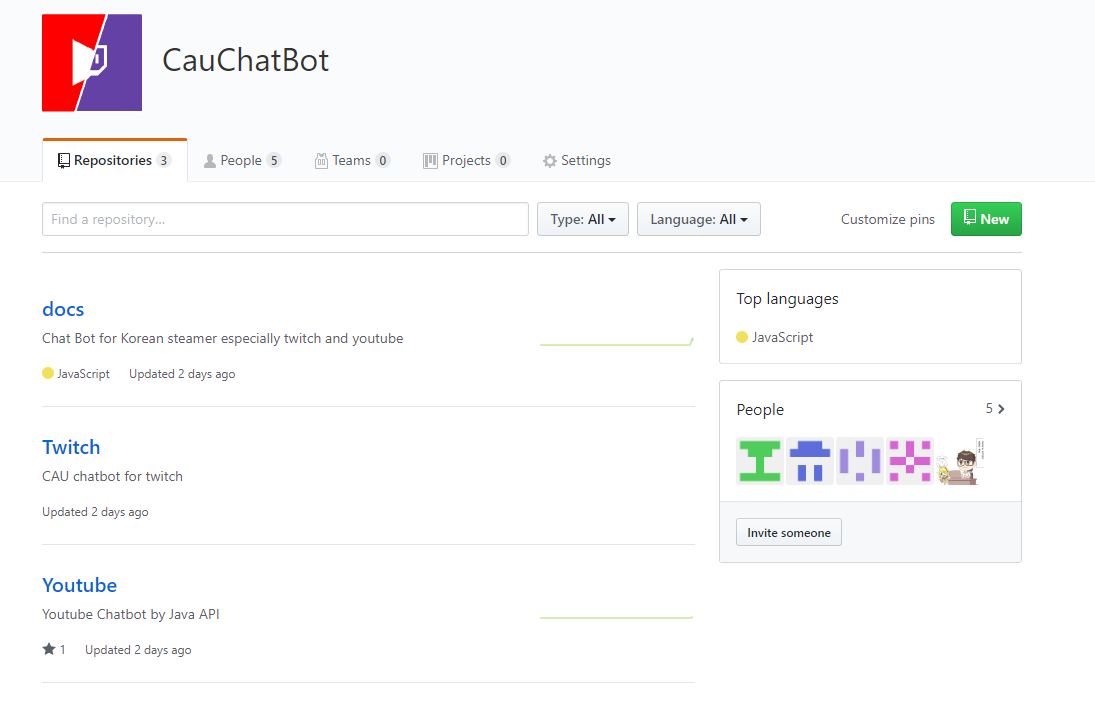 CauChatBot
Repositories 3 People 5 Teams 0 Projects 0 Settings
Find a repository... Type: All Language: All Customize pins New
docs
Chat Bot for Korean steamer especially twitch and youtube
JavaScript Updated 2 days ago
Twitch
CAU chatbot for twitch
Updated 2 days ago
Youtube
Youtube Chatbot by Java API
1 Updated 2 days ago
Top languages
JavaScript
People 5
Invite someone